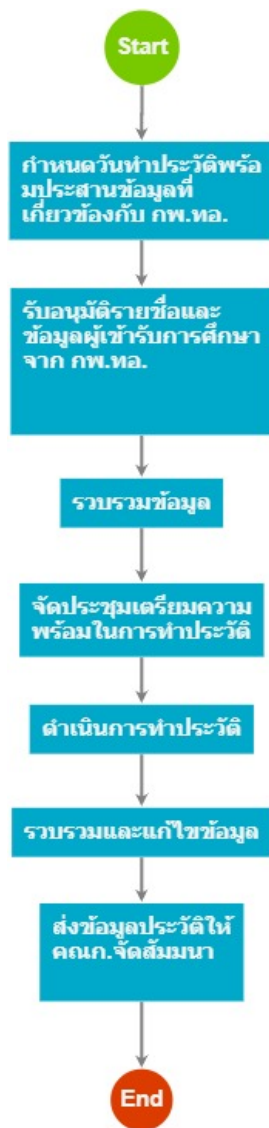 Start
กำหนดวันทำประวัติพร้อ
มประสานข้อมูลที่
เกี่ยวข้องกับ กพ.ทอ.
รับอนุมัติรายชื่อและ
ข้อมูลผู้เข้ารับการศึกษา
จาก กพ.ทอ.
รวบรวมข้อมูล
จัดประชุมเตรียมความ
พร้อมในการทำประวัติ
ดำเนินการทำประวัติ
รวบรวมและแก้ไขข้อมูล
ส่งข้อมูลประวัติให้
คณก.จัดสัมมนา
End